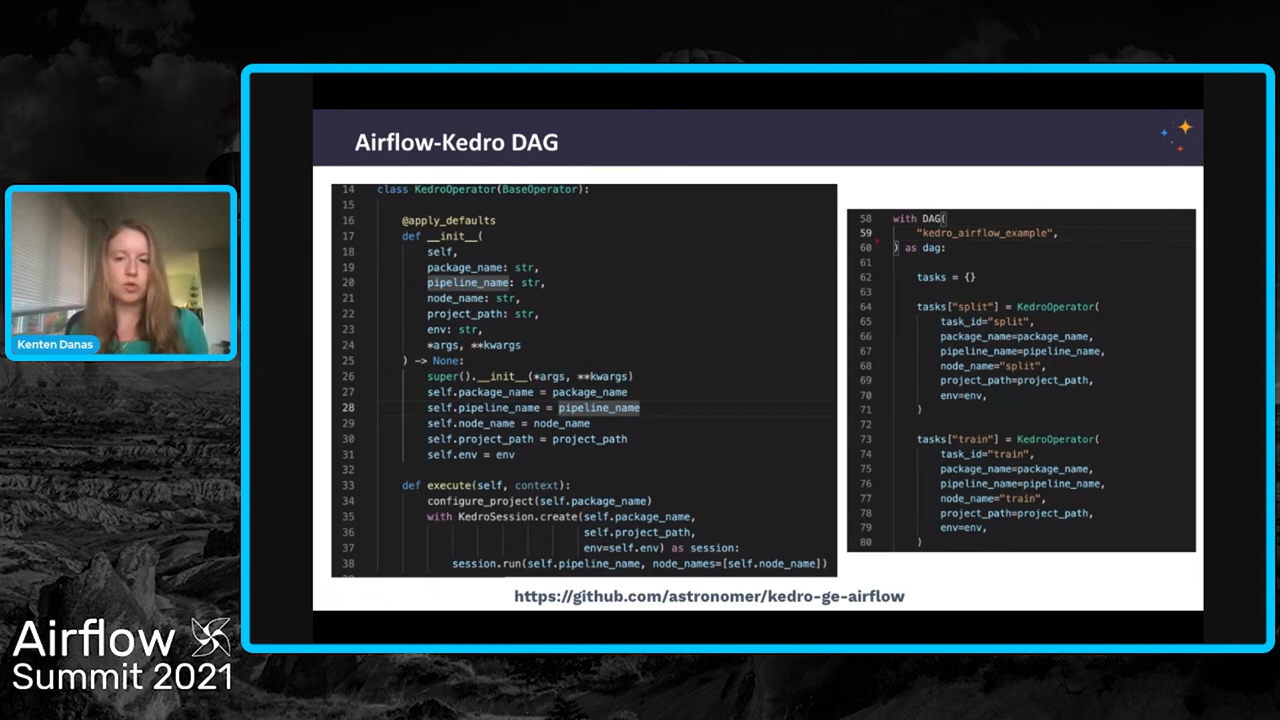 Airflow-Kedro DAG
14 class KedroOperator(BaseOperator):
15
16 @apply_defaults
17 def __init__(
18 self,
19 package_name: str,
20 pipeline_name: str,
21 node_name: str,
22 project_path: str,
23 env: str,
24 *args, **kwargs
25 ) -> None:
26 super().__init__(*args, **kwargs)
27 self.package_name = package_name
28 self.pipeline_name = pipeline_name
29 self.node_name = node_name
30 self.project_path = project_path
31 self.env = env
32
33 def execute(self, context):
34 configure_project(self.package_name)
35 with KedroSession.create(self.package_name,
36 self.project_path,
37 env=self.env) as session:
38 session.run(self.pipeline_name, node_names=[self.node_name])
58 with DAG(
59 "kedro_airflow_example",
60 ) as dag:
61
62 tasks = {}
63
64 tasks["split"] = KedroOperator(
65 task_id="split",
66 package_name=package_name,
67 pipeline_name=pipeline_name,
68 node_name="split",
69 project_path=project_path,
70 env=env,
71 )
72
73 tasks["train"] = KedroOperator(
74 task_id="train",
75 package_name=package_name,
76 pipeline_name=pipeline_name,
77 node_name="train",
78 project_path=project_path,
79 env=env,
80 )
https://github.com/astronomer/kedro-ge-airflow
Kenten Danas
Airflow
Summit 2021